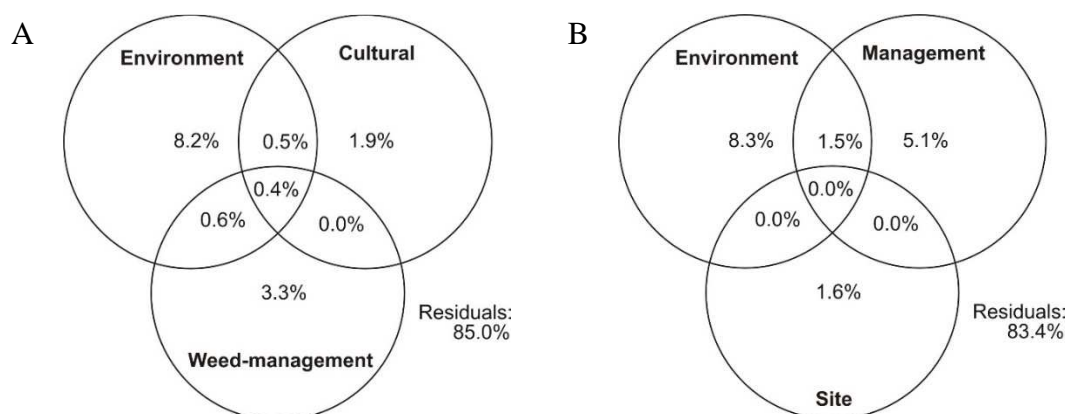 A
Environment
Cultural
8.2%
0.5%
1.9%
0.4%
0.6%
0.0%
3.3%
Residuals:
85.0%
Weed-management
B
Environment
Management
8.3%
1.5%
5.1%
0.0%
0.0%
0.0%
1.6%
Residuals:
83.4%
Site